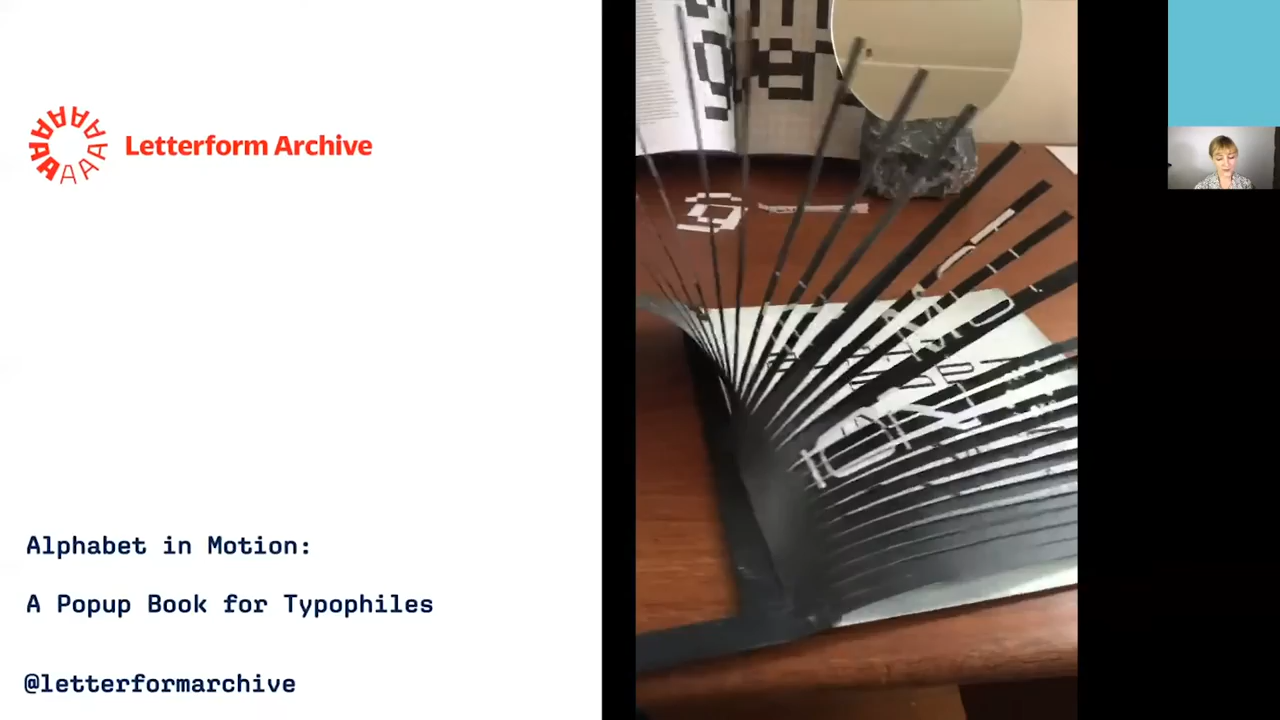 Letterform Archive
Alphabet in Motion:
A Popup Book for Typophiles
@letterformarchive